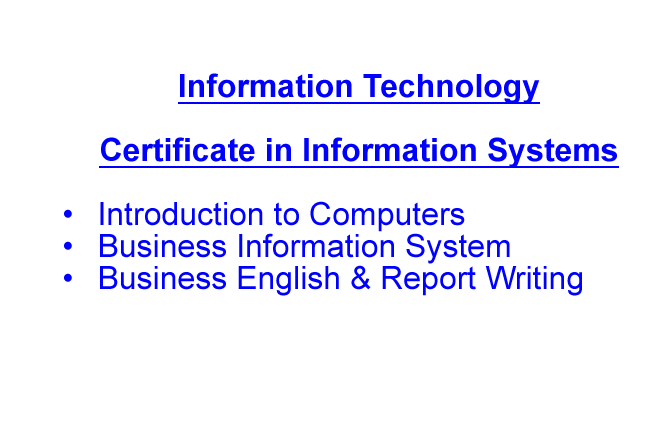 Information Technology
Certificate in Information Systems
• Introduction to Computers
• Business Information System
• Business English & Report Writing